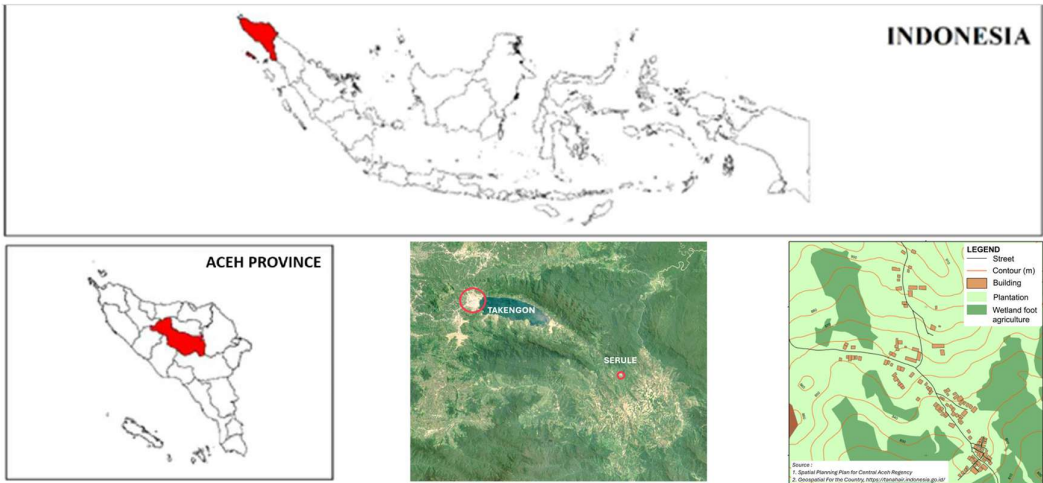 INDONESIA
ACEH PROVINCE
TAKENGON
SERULE
LEGEND
Street
Contour (m)
Building
Plantation
Wetland foot
agriculture
Source :
1. Spatial Planning Plan for Central Aceh Regency
2. Geospatial For the Country, https://tanahair.indonesia.go.id/